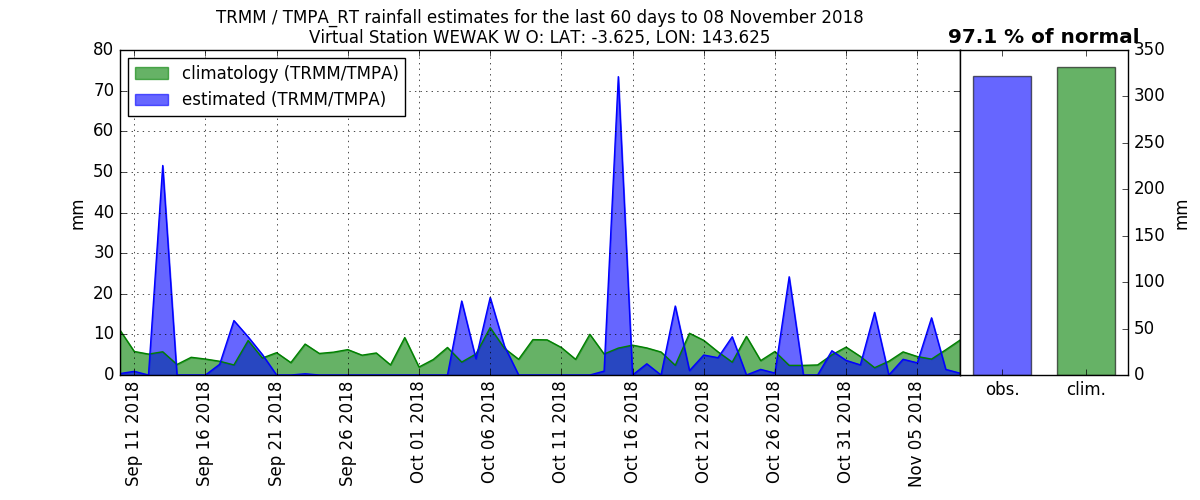 TRMM / TMPA_RT rainfall estimates for the last 60 days to 08 November 2018
Virtual Station WEWAK W O: LAT: -3.625, LON: 143.625
97.1 % of normal
climatology (TRMM/TMPA)
estimated (TRMM/TMPA)
80
70
60
50
40
30
20
10
0
mm
350
300
250
200
150
100
50
0
mm
Sep 11 2018
Sep 16 2018
Sep 21 2018
Sep 26 2018
Oct 01 2018
Oct 06 2018
Oct 11 2018
Oct 16 2018
Oct 21 2018
Oct 26 2018
Oct 31 2018
Nov 05 2018
obs.
clim.